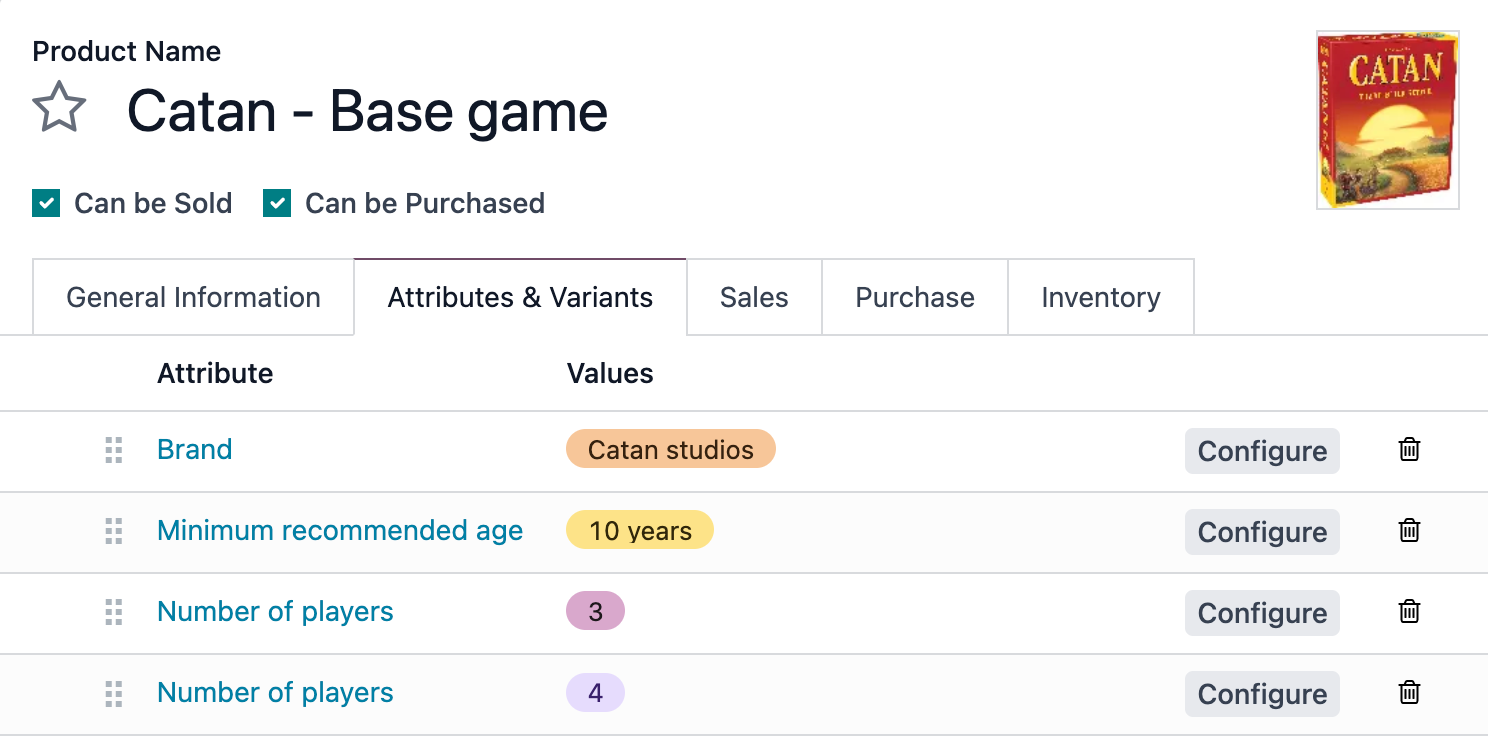 Product Name
Catan - Base game
Can be Sold Can be Purchased
CATAN
General Information Attributes & Variants Sales Purchase Inventory
Attribute Values
Brand Catan studios Configure
Minimum recommended age 10 years Configure
Number of players 3 Configure
Number of players 4 Configure